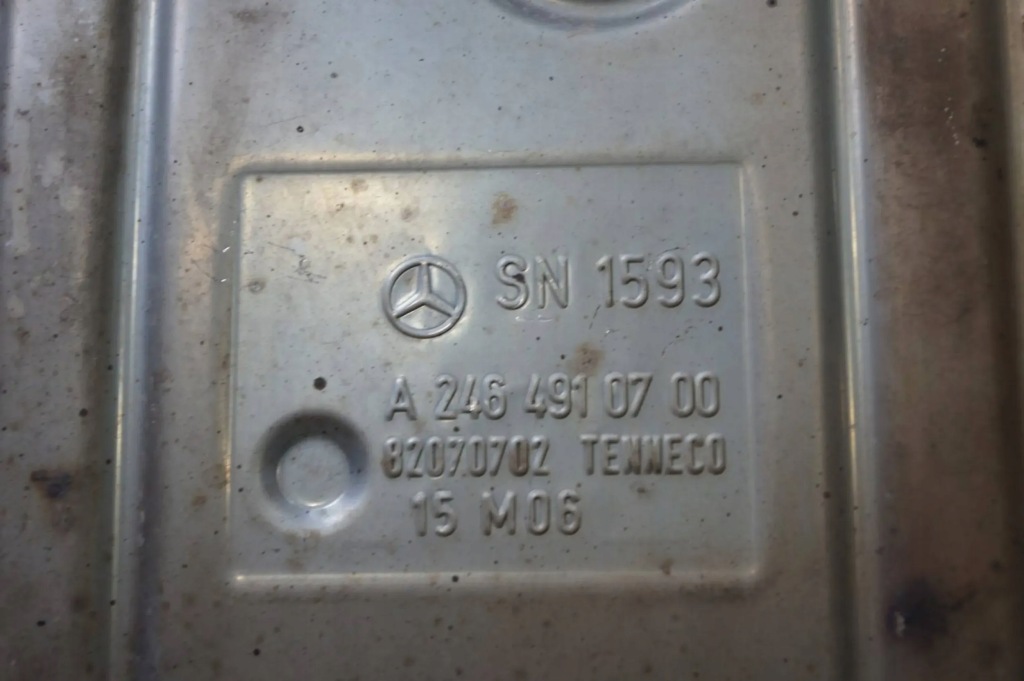 SN 1593
A 246 491 07 00
82070702 TENNECO
15 M06